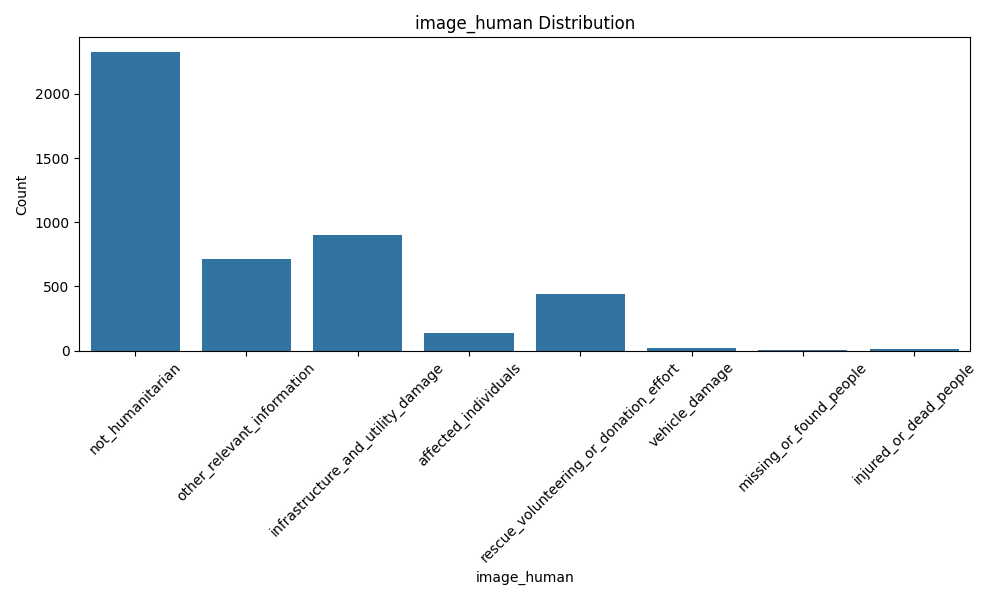 image_human Distribution
Count
2000
1500
1000
500
0
not_humanitarian
other_relevant_information
infrastructure_and_utility_damage
affected_individuals
rescue_volunteering_or_donation_effort
vehicle_damage
missing_or_found_people
injured_or_dead_people
image_human